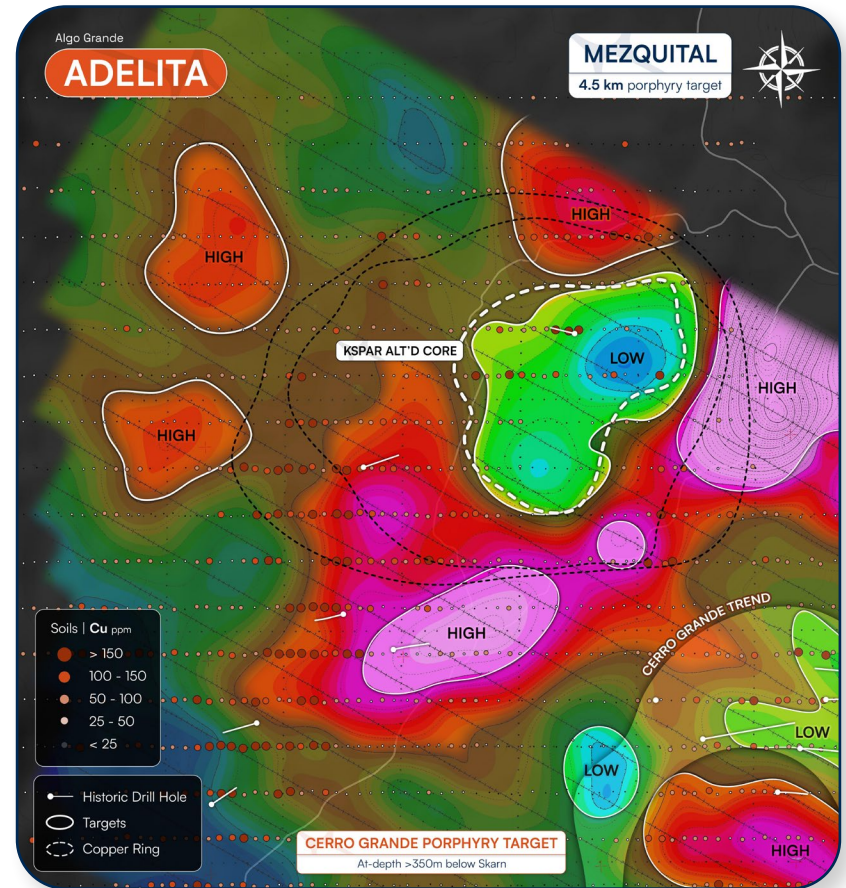 Algo Grande
ADELITA
MEZQUITAL
4.5 km porphyry target
HIGH
HIGH
KSPAR ALT'D CORE
LOW
HIGH
HIGH
HIGH
CERRO GRANDE TREND
Soils | Cu ppm
> 150
100 - 150
50 - 100
25 - 50
< 25
LOW
LOW
Historic Drill Hole
Targets
Copper Ring
CERRO GRANDE PORPHYRY TARGET
At-depth >350m below Skarn
HIGH